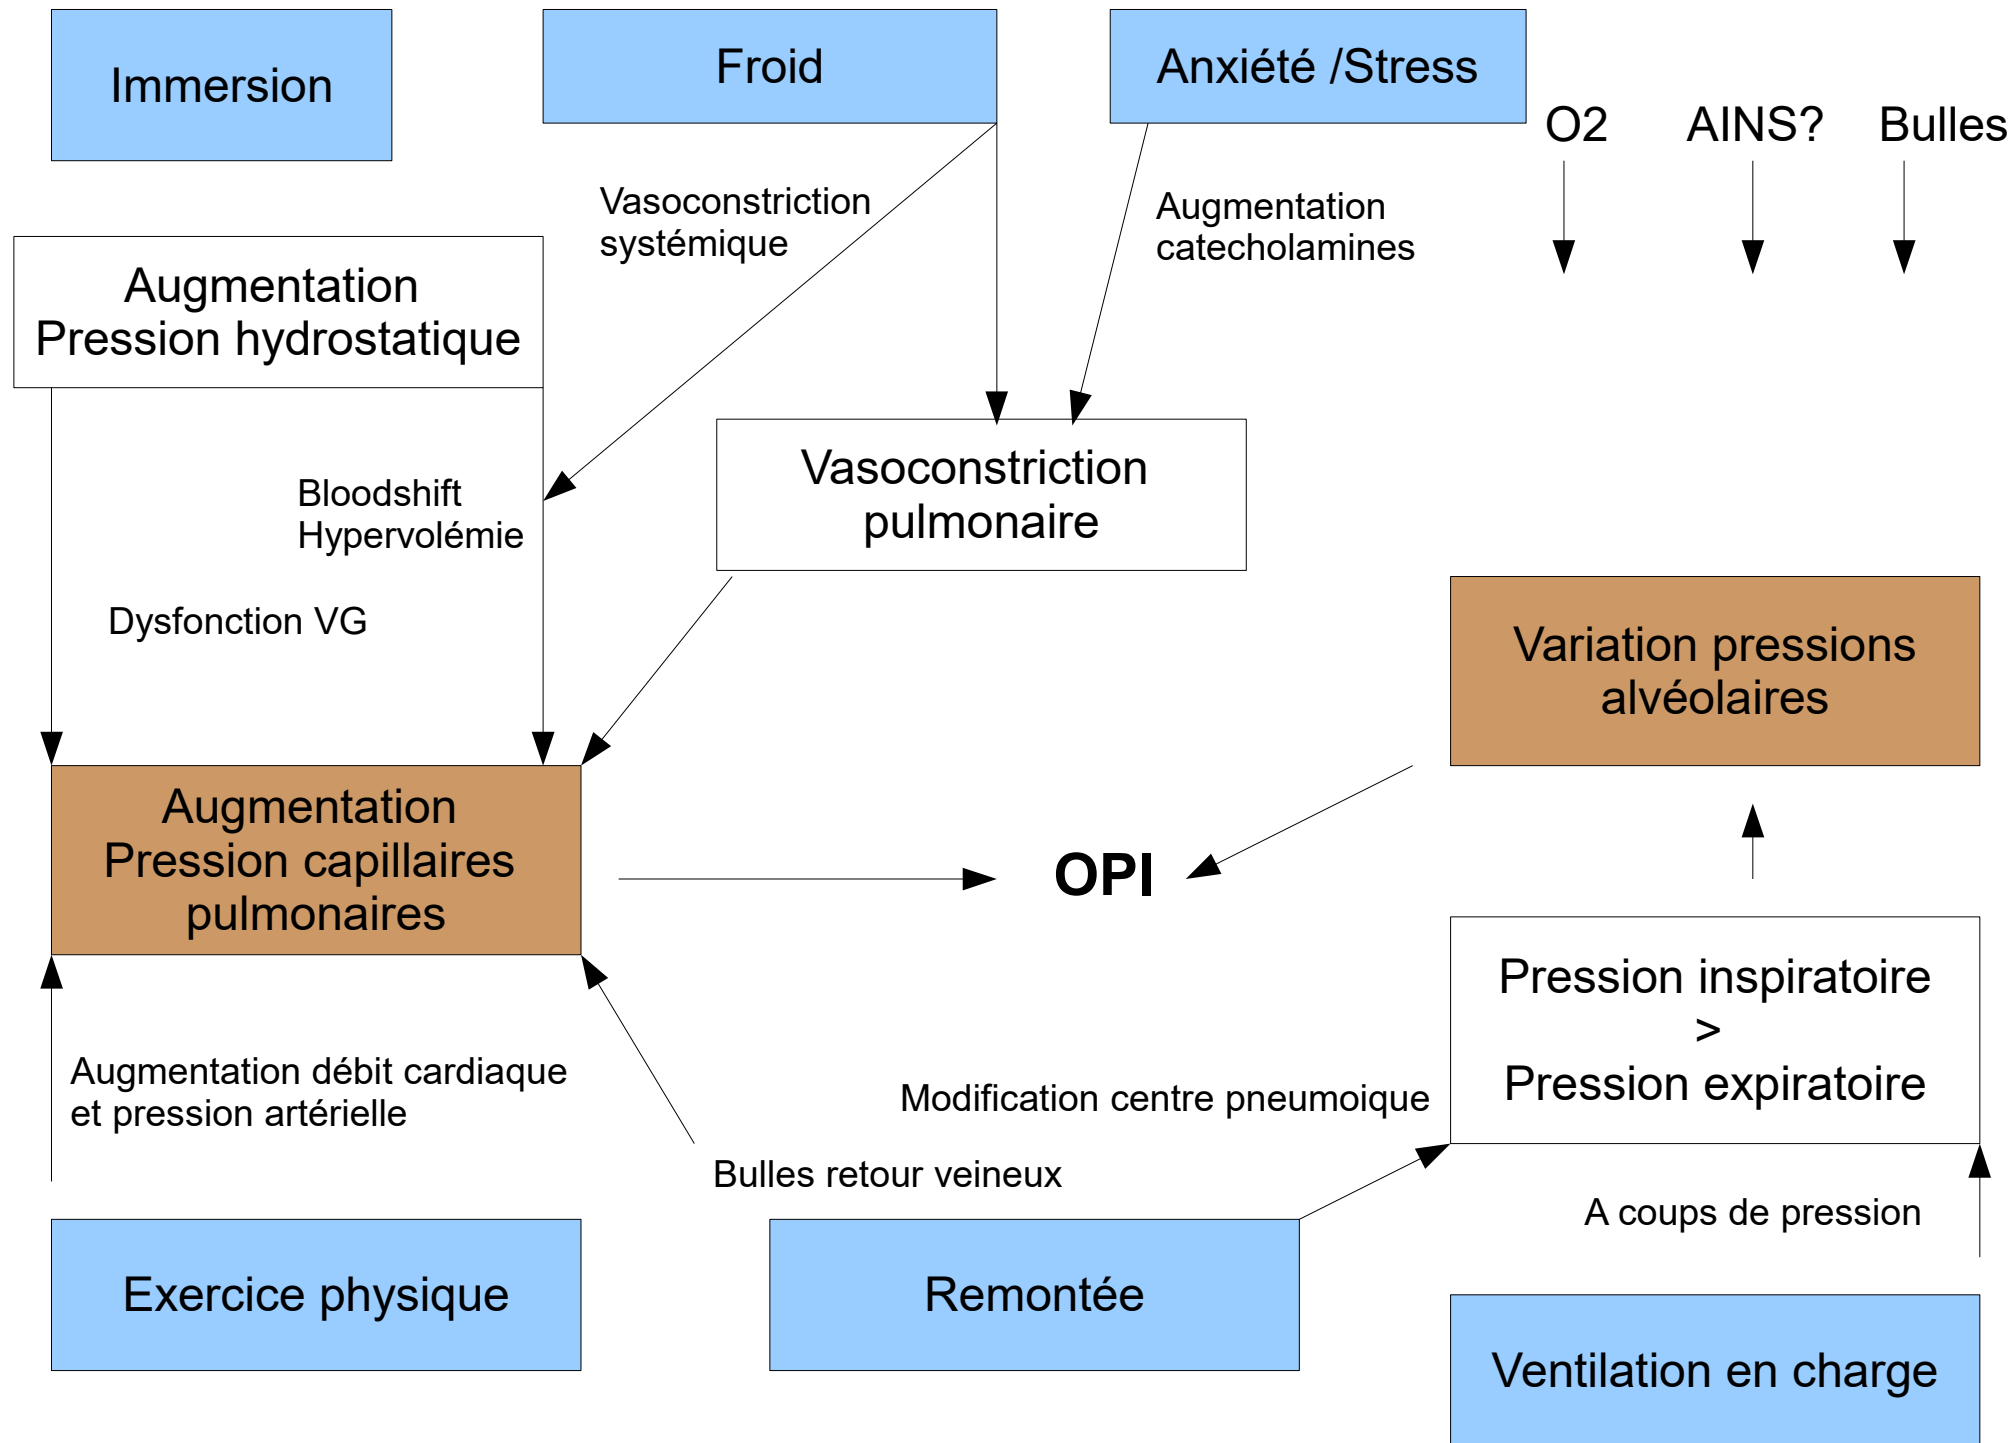 Immersion
Froid
Anxiété /Stress
O2
AINS?
Bulles
Vasoconstriction
systémique
Augmentation
catecholamines
Augmentation
Pression hydrostatique
Bloodshift
Hypervolémie
Vasoconstriction
pulmonaire
Dysfonction VG
Variation pressions
alvéolaires
Augmentation
Pression capillaires
pulmonaires
OPI
Pression inspiratoire
>
Pression expiratoire
Augmentation débit cardiaque
et pression artérielle
Modification centre pneumoique
Bulles retour veineux
A coups de pression
Exercice physique
Remontée
Ventilation en charge